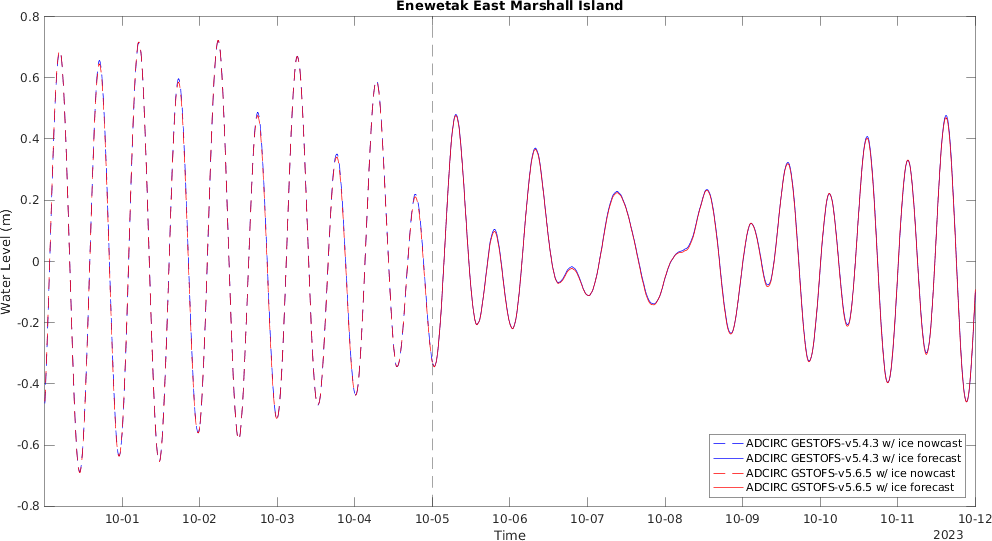 Enewetak East Marshall Island
0.8
0.6
0.4
0.2
0
-0.2
-0.4
-0.6
-0.8
Water Level (m)
ADCIRC GESTOFS-v5.4.3 w/ ice nowcast
ADCIRC GESTOFS-v5.4.3 w/ ice forecast
ADCIRC GSTOFS-v5.6.5 w/ ice nowcast
ADCIRC GSTOFS-v5.6.5 w/ ice forecast
10-01 10-02 10-03 10-04 10-05 10-06 10-07 10-08 10-09 10-10 10-11 10-12
Time
2023